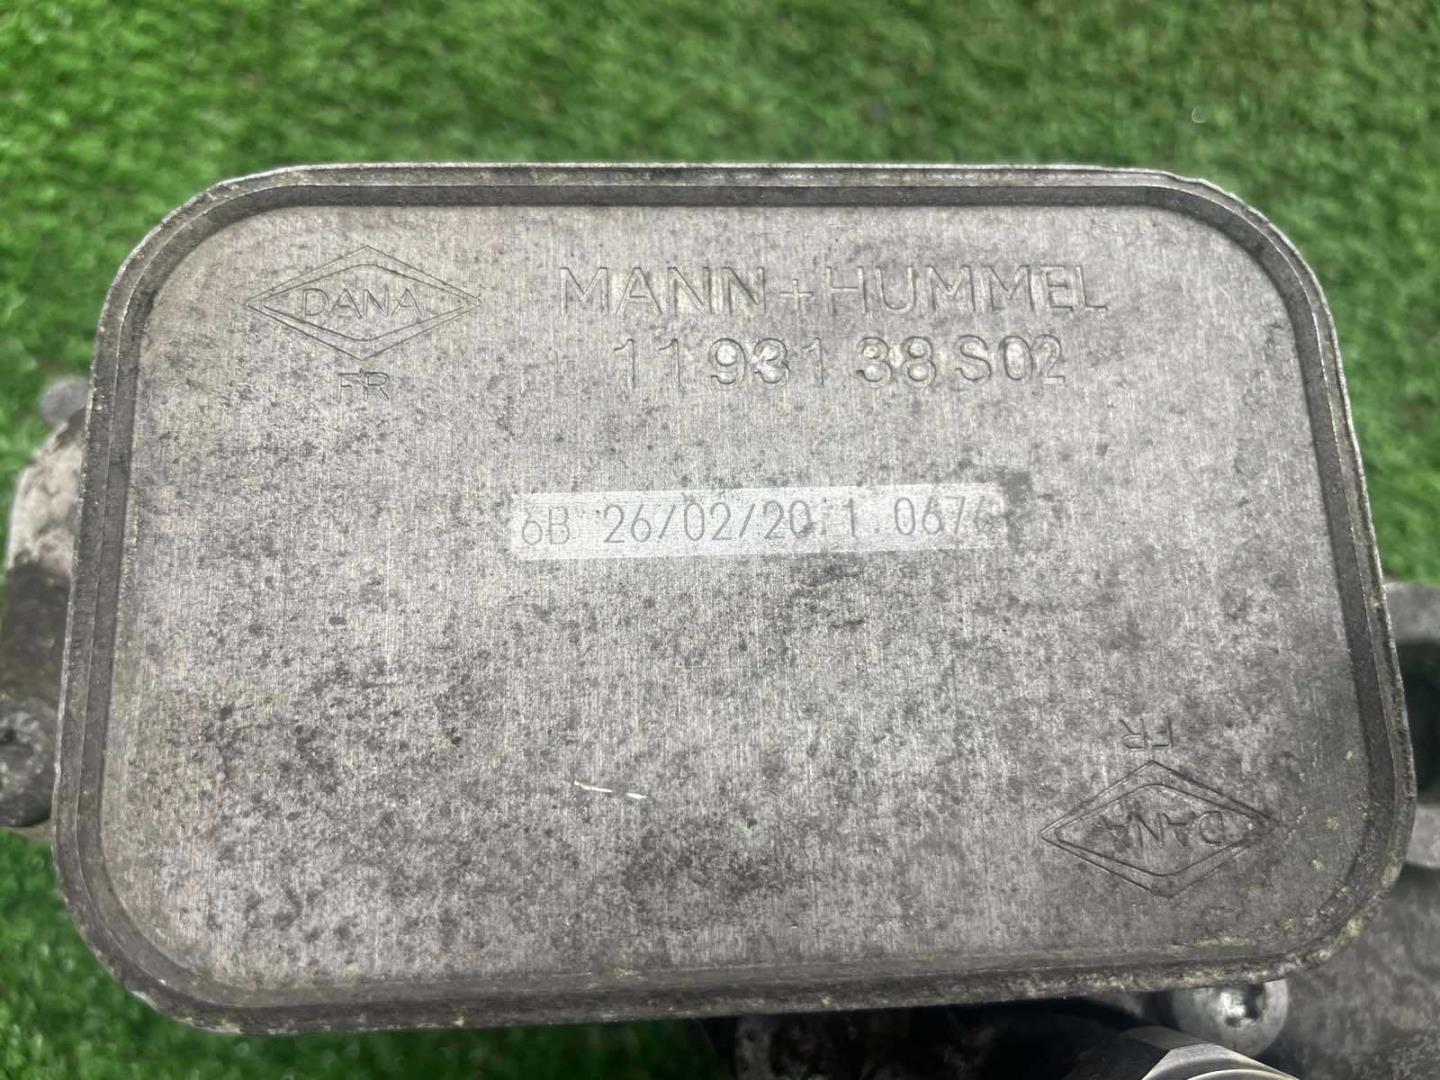 DANA
FR
MANN+HUMMEL
11 931 38 S02
6B 26/02/20 1 067
FR
DANA